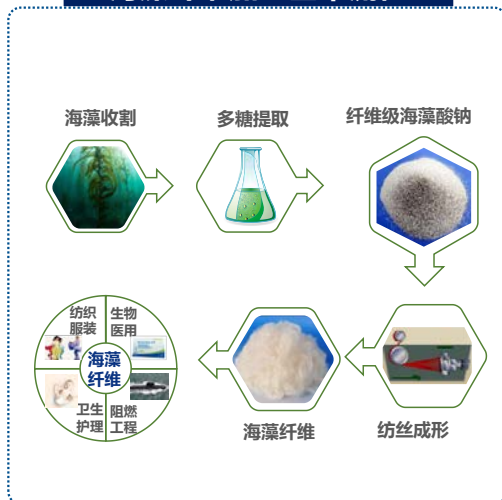 海藻收割
多糖提取
纤维级海藻酸钠
纺织
服装
生物
医用
海藻
纤维
卫生
护理
阻燃
工程
海藻纤维
纺丝成形